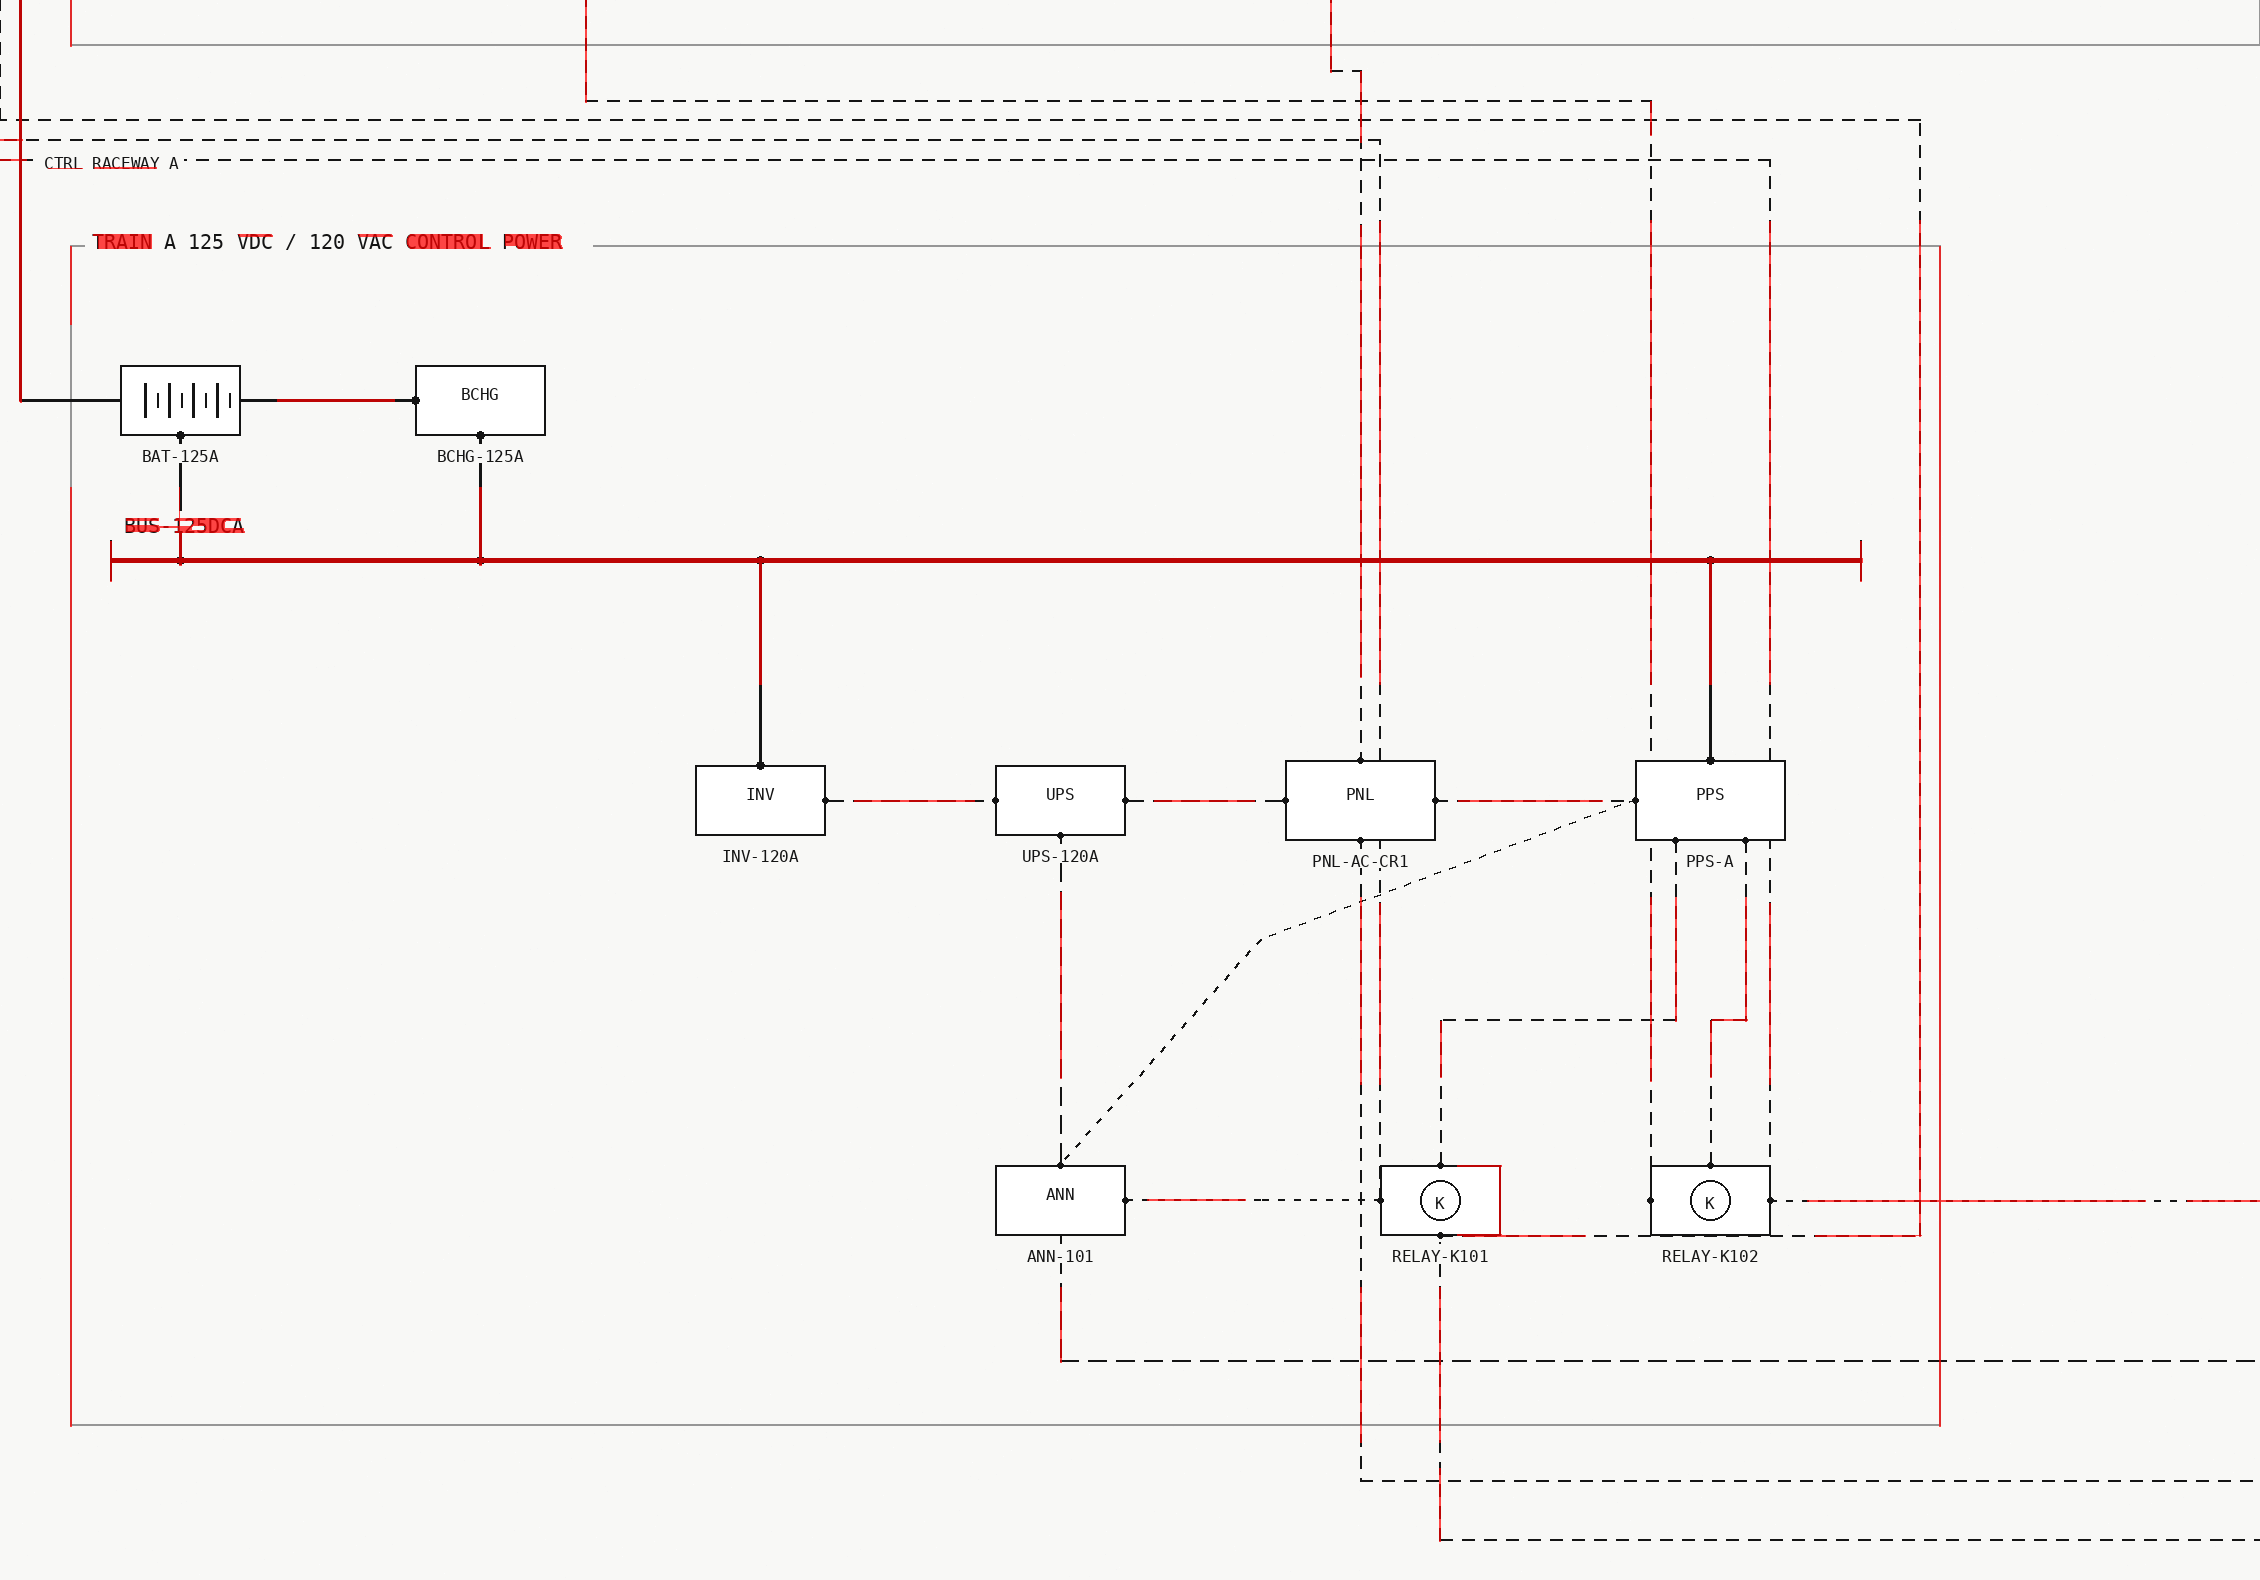 CTRL RACEWAY A
TRAIN A 125 VDC / 120 VAC CONTROL POWER
BCHG
BAT-125A
BCHG-125A
BUS-125DCA
INV
UPS
PNL
PPS
INV-120A
UPS-120A
PNL-AC-CR1
PPS-A
ANN
K
K
ANN-101
RELAY-K101
RELAY-K102